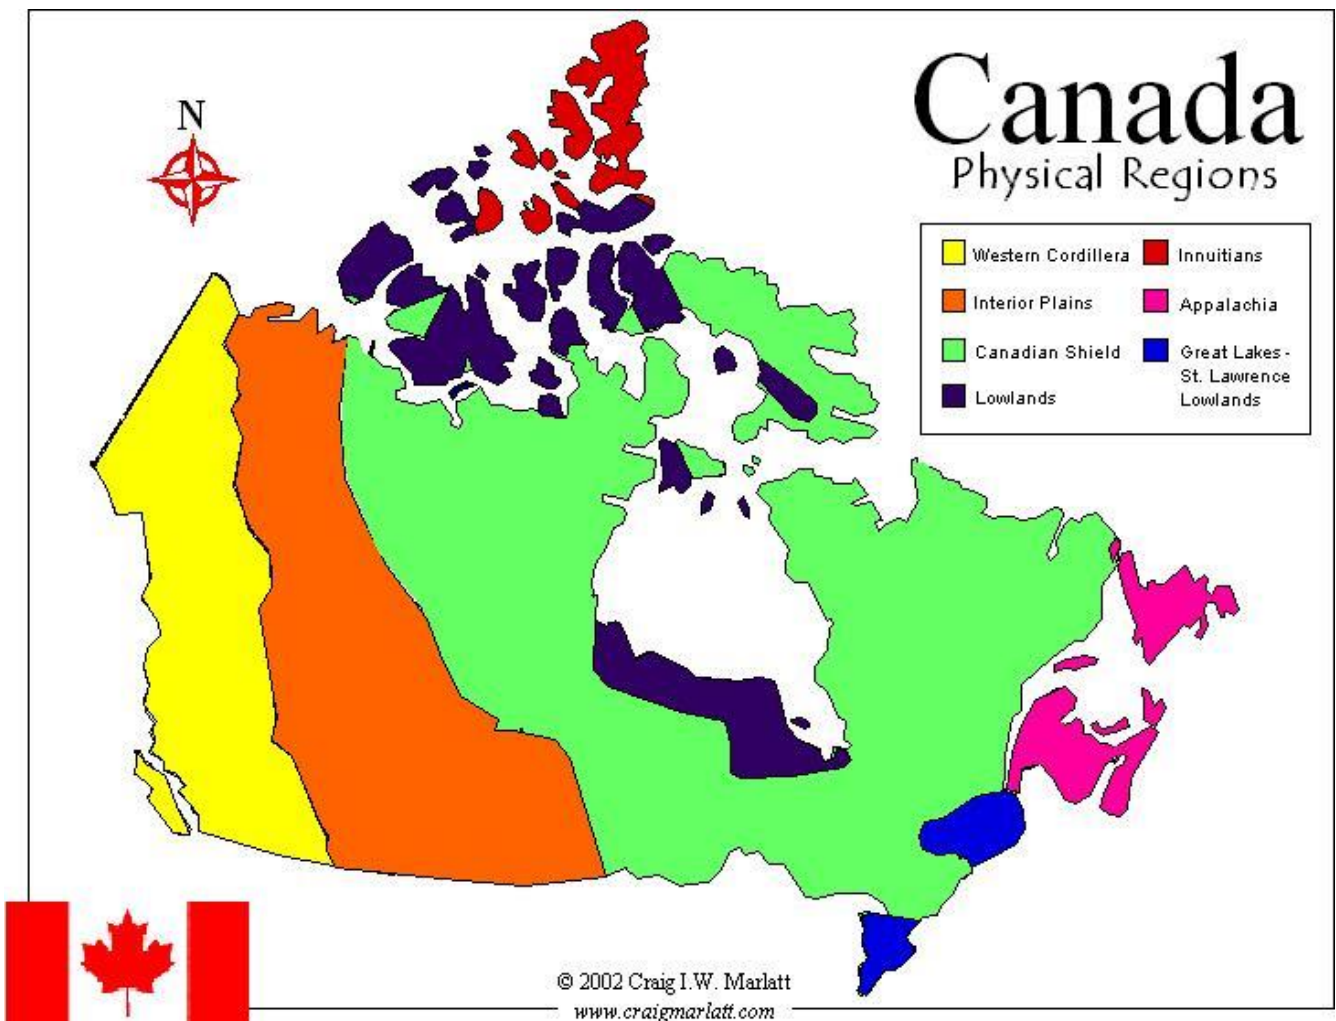 Canada
Physical Regions
N
Western Cordillera
Interior Plains
Canadian Shield
Lowlands
Innuitians
Appalachia
Great Lakes -
St. Lawrence
Lowlands
© 2002 Craig I.W. Marlatt
www.craigmarlatt.com